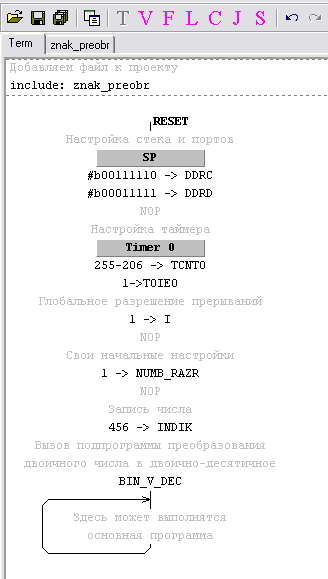 T V F L C J S
Term znak_preobr
Добавляем файл к проекту
include: znak_preobr
RESET
Настройка стека и портов
SP
#b00111110 -> DDRC
#b00011111 -> DDRD
NOP
Настройка таймера
Timer 0
255-206 -> TCNT0
1->TOIE0
Глобальное разрешение прерываний
1 -> I
NOP
Свои начальные настройки
1 -> NUMB_RAZR
NOP
Запись числа
456 -> INDIK
Вызов подпрограммы преобразования
двоичного числа в двочно-десятичное
BIN_V_DEC
Здесь может выполнятся
основная программа